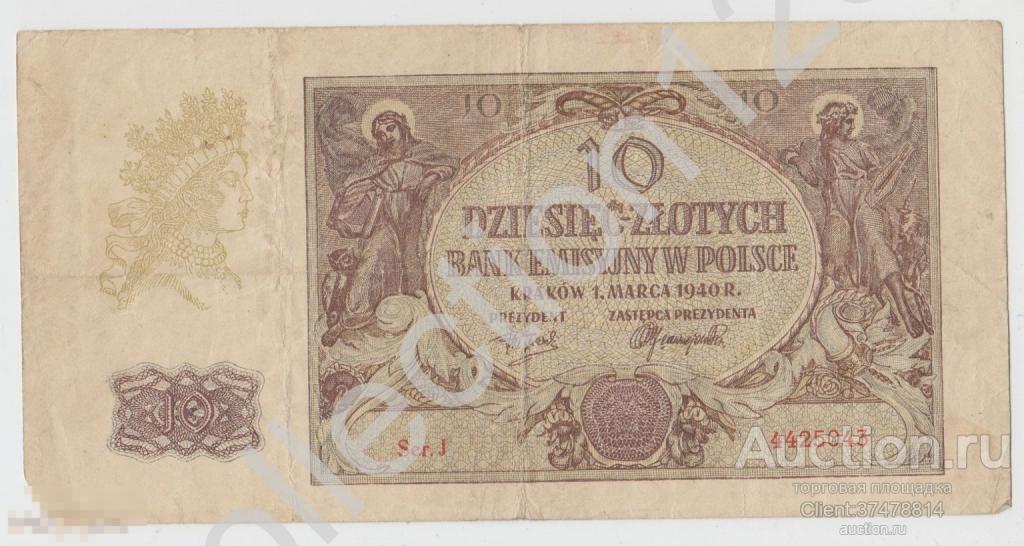 10 10
10
DZIESIĘĆ ZŁOTYCH
BANK EMISYJNY W POLSCE
KRAKÓW 1. MARCA 1940 R.
PREZYDENT ZASTĘPCA PREZYDENTA
10
Ser. J 4425043
Auction.ru
торговая площадка
Client:37478814
auction.ru